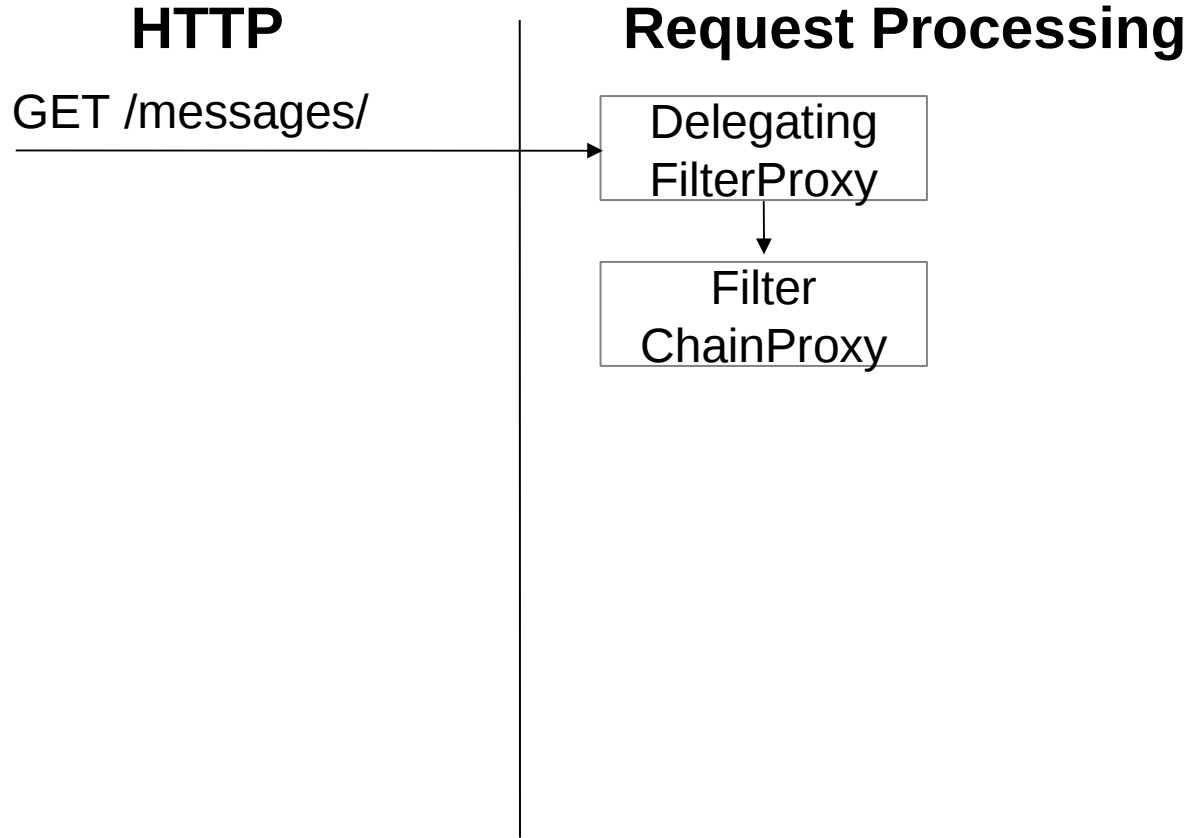 HTTP
Request Processing
GET /messages/
Delegating
FilterProxy
Filter
ChainProxy